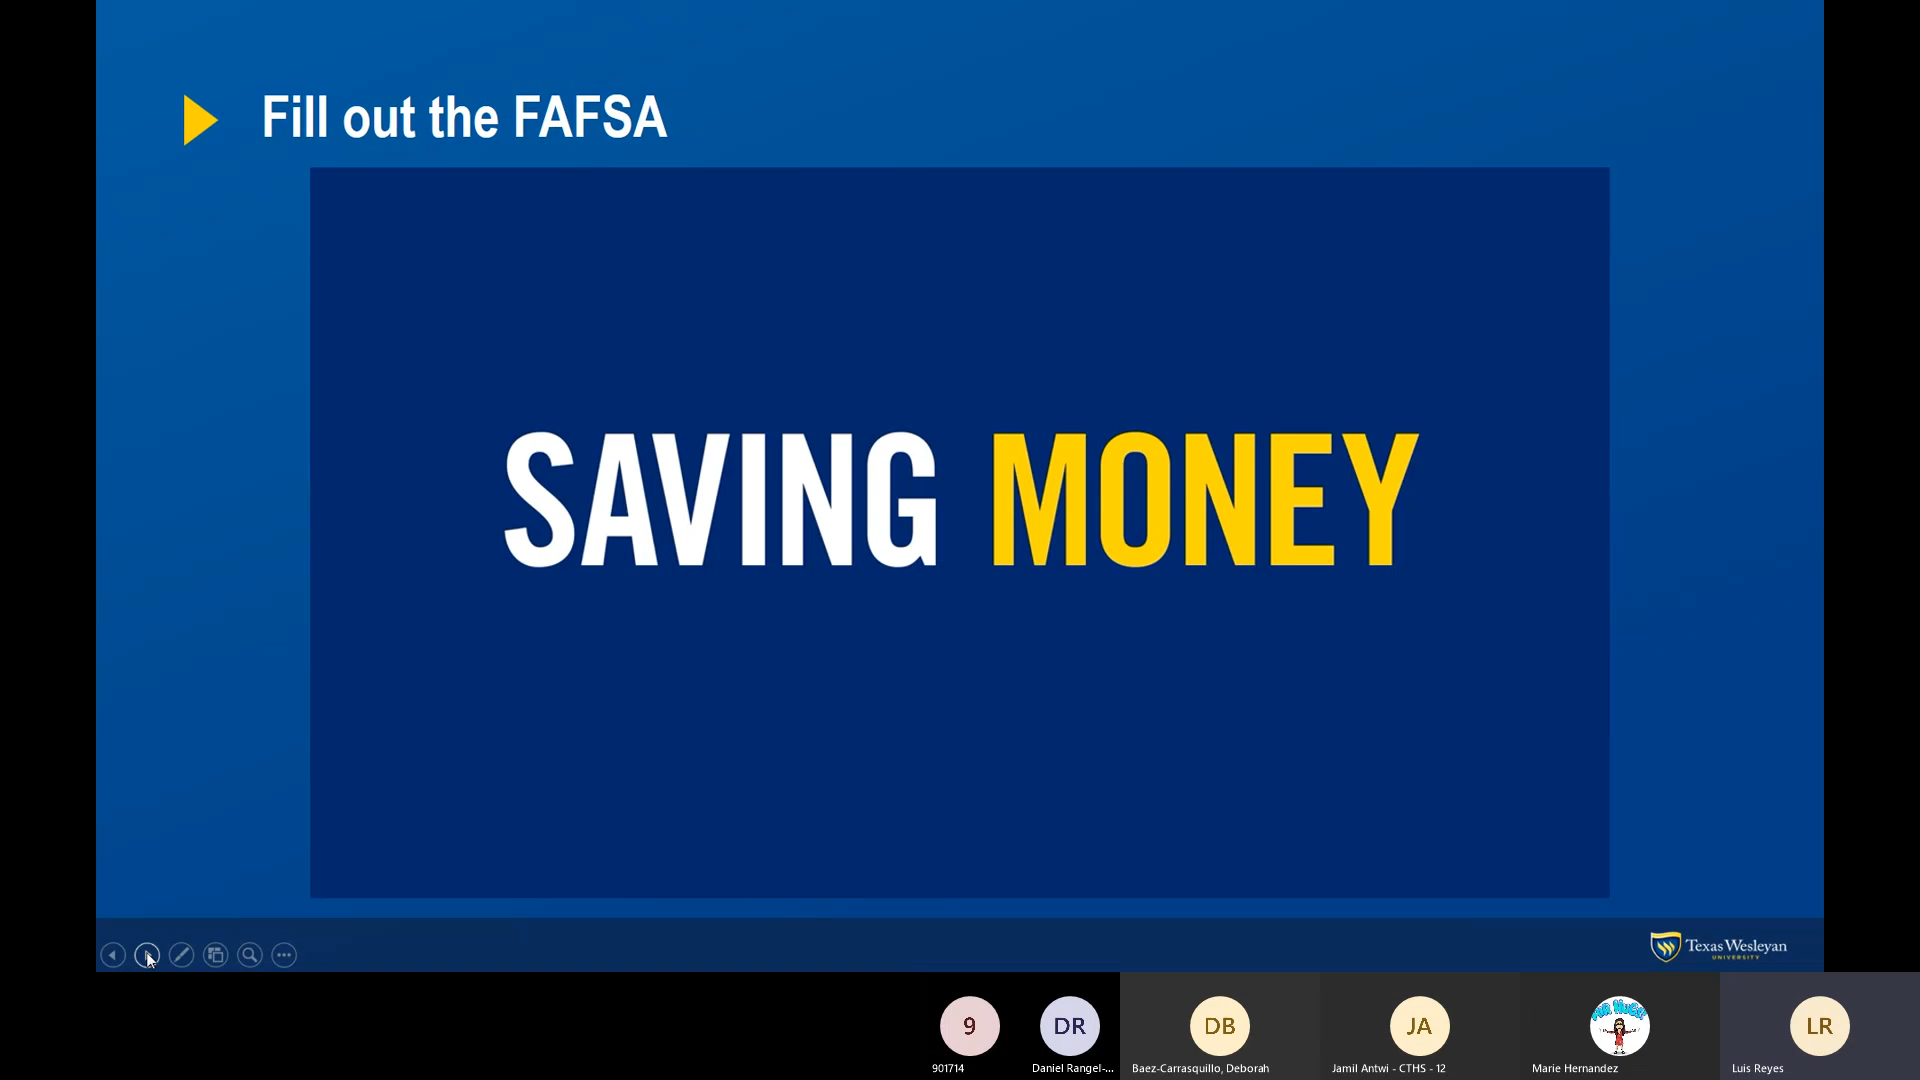 Fill out the FAFSA
SAVING MONEY
Texas Wesleyan
UNIVERSITY
9
DR
DB
JA
LR
901714
Daniel Rangel-...
Baez-Carrasquillo, Deborah
Jamil Antwi - CTHS - 12
Marie Hernandez
Luis Reyes